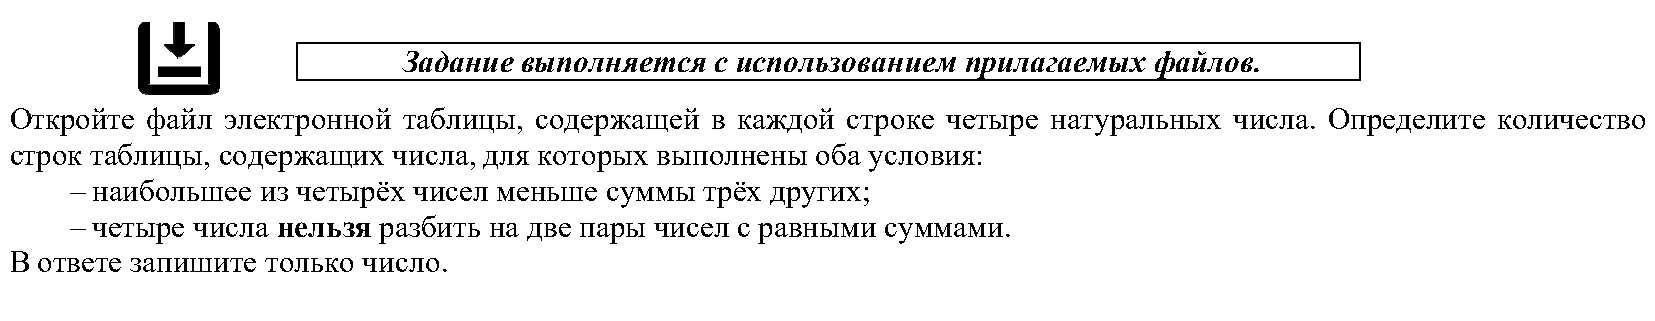 Задание выполняется с использованием прилагаемых файлов.
Откройте файл электронной таблицы, содержащей в каждой строке четыре натуральных числа. Определите количество
строк таблицы, содержащих числа, для которых выполнены оба условия:
– наибольшее из четырёх чисел меньше суммы трёх других;
– четыре числа нельзя разбить на две пары чисел с равными суммами.
В ответе запишите только число.